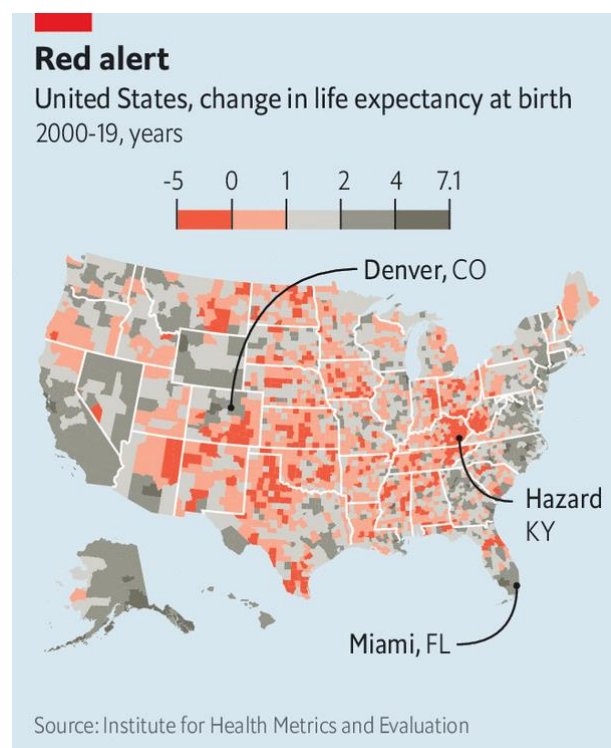 Red alert
United States, change in life expectancy at birth
2000-19, years
-5 0 1 2 4 7.1
Denver, CO
Hazard
KY
Miami, FL
Source: Institute for Health Metrics and Evaluation